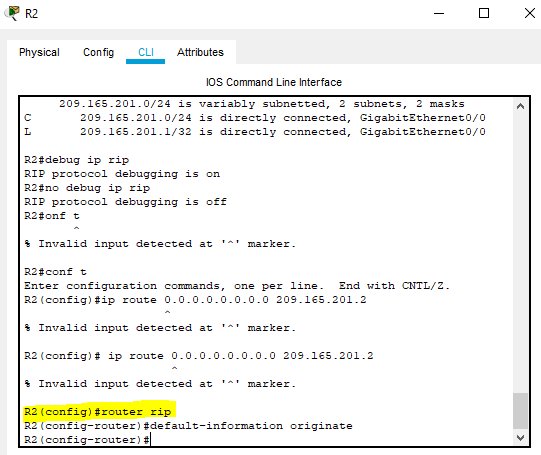 R2
Physical Config CLI Attributes
IOS Command Line Interface
209.165.201.0/24 is variably subnetted, 2 subnets, 2 masks
C 209.165.201.0/24 is directly connected, GigabitEthernet0/0
L 209.165.201.1/32 is directly connected, GigabitEthernet0/0
R2#debug ip rip
RIP protocol debugging is on
R2#no debug ip rip
RIP protocol debugging is off
R2#onf t
^
% Invalid input detected at '^' marker.
R2#conf t
Enter configuration commands, one per line. End with CNTL/Z.
R2(config)#ip route 0.0.0.0.0.0.0.0 209.165.201.2
^
% Invalid input detected at '^' marker.
R2(config)# ip route 0.0.0.0.0.0.0.0 209.165.201.2
^
% Invalid input detected at '^' marker.
R2(config)#router rip
R2(config-router)#default-information originate
R2(config-router)#